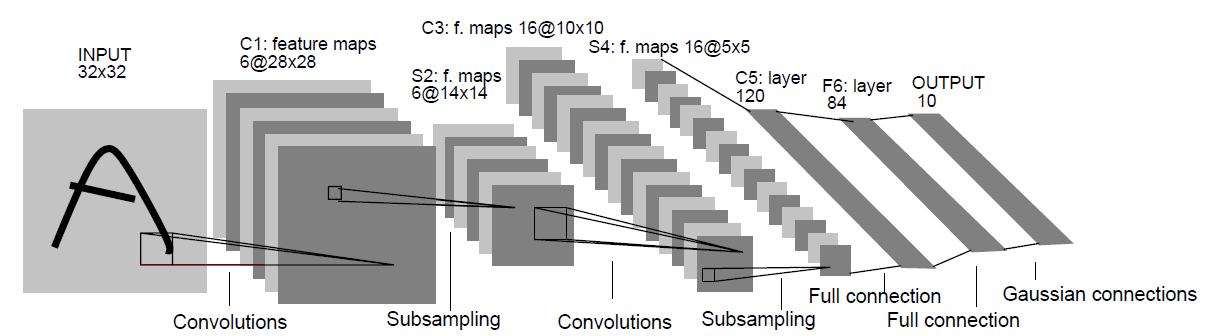 INPUT
32x32
C1: feature maps
6@28x28
S2: f. maps
6@14x14
C3: f. maps 16@10x10
S4: f. maps 16@5x5
C5: layer
120
F6: layer
84
OUTPUT
10
Convolutions
Subsampling
Convolutions
Subsampling
Full connection
Full connection
Gaussian connections
A